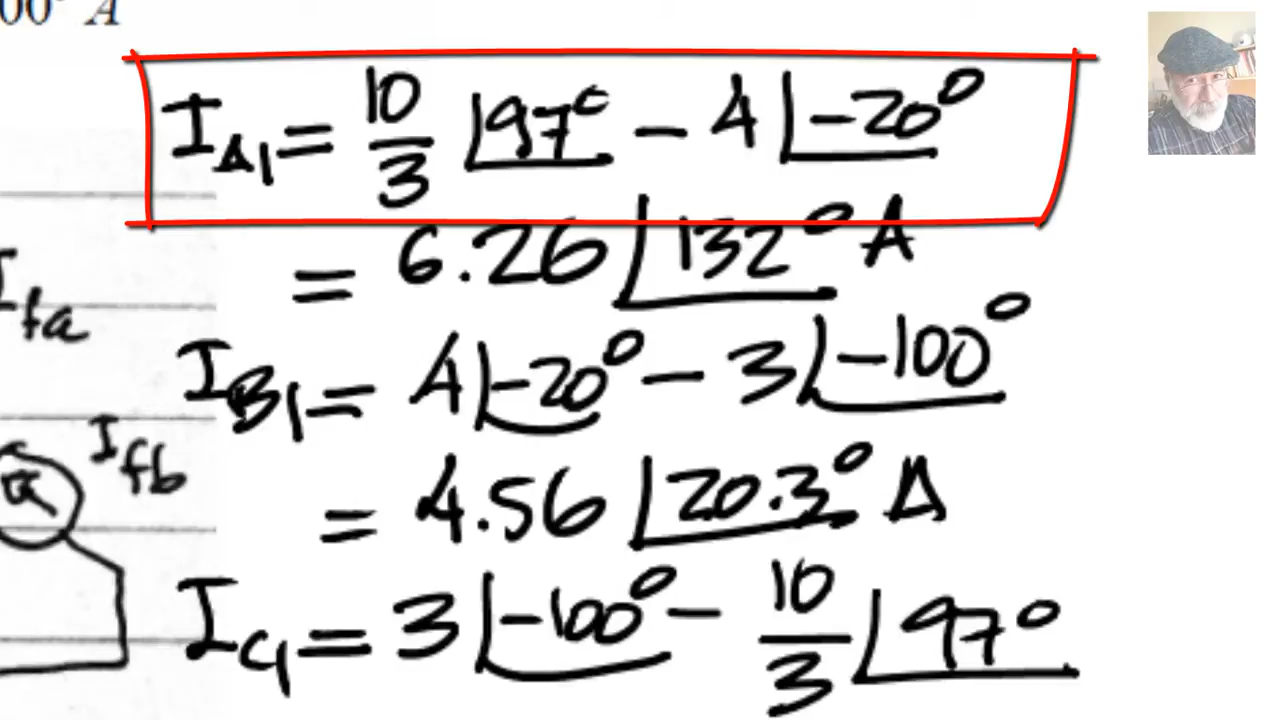 00° A
I_A1 = 10/3 ∠97° − 4 ∠−20°
= 6.26 ∠132° A
I_fa
I_B1 = 4 ∠−20° − 3 ∠−100°
I_fb
= 4.56 ∠20.3° A
I_C1 = 3 ∠−100° − 10/3 ∠97°